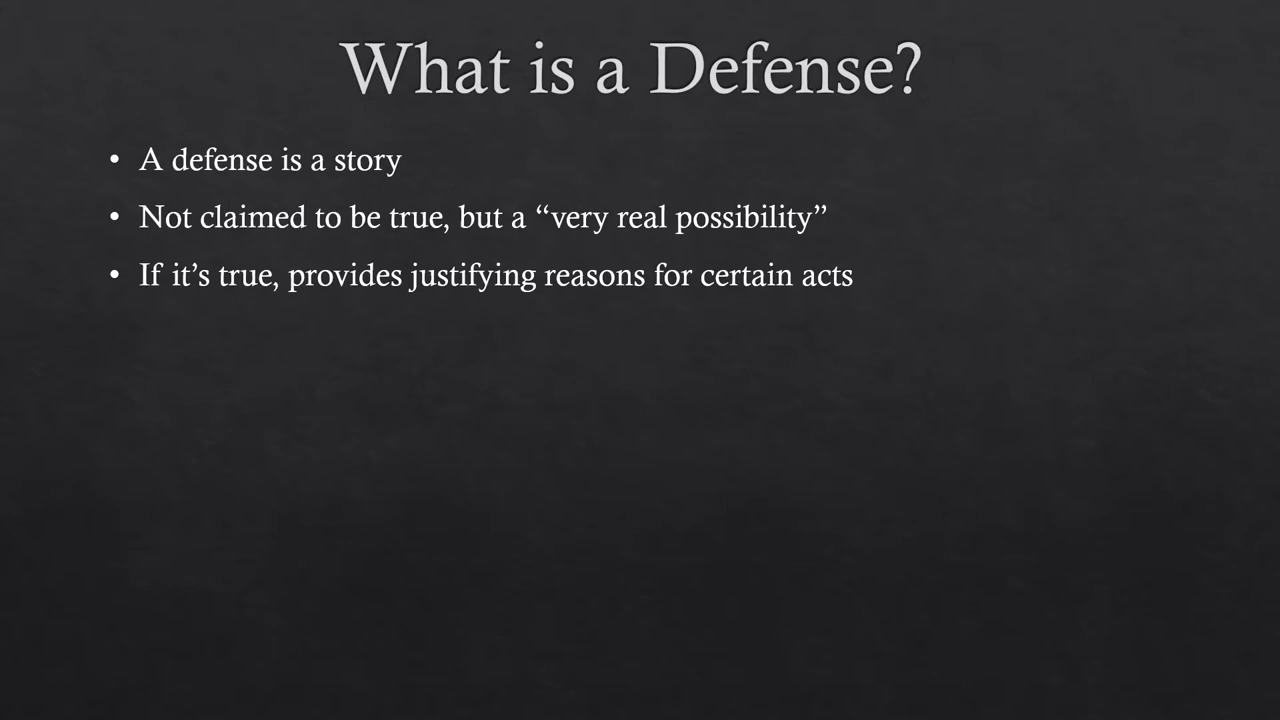 What is a Defense?
• A defense is a story
• Not claimed to be true, but a “very real possibility”
• If it’s true, provides justifying reasons for certain acts